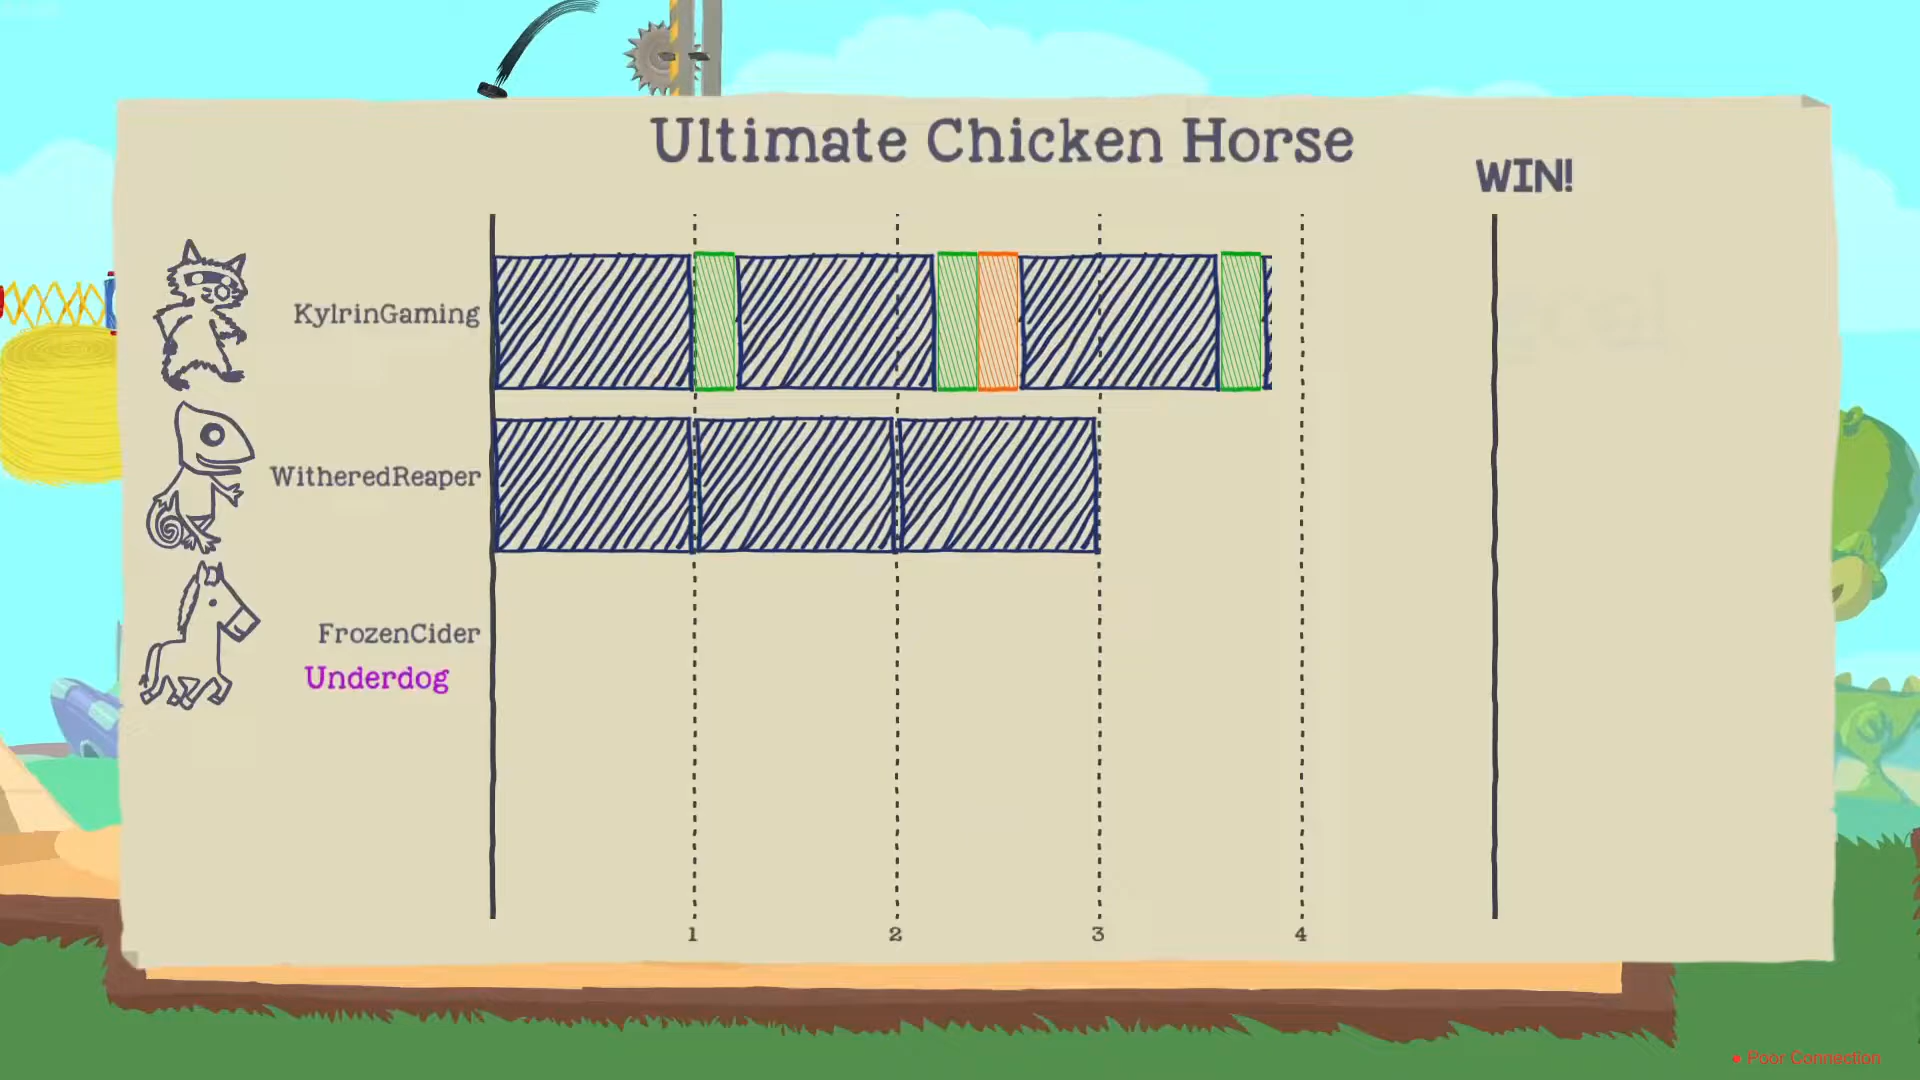 Ultimate Chicken Horse
WIN!
KylrinGaming
WitheredReaper
FrozenCider
Underdog
1 2 3 4
Poor Connection